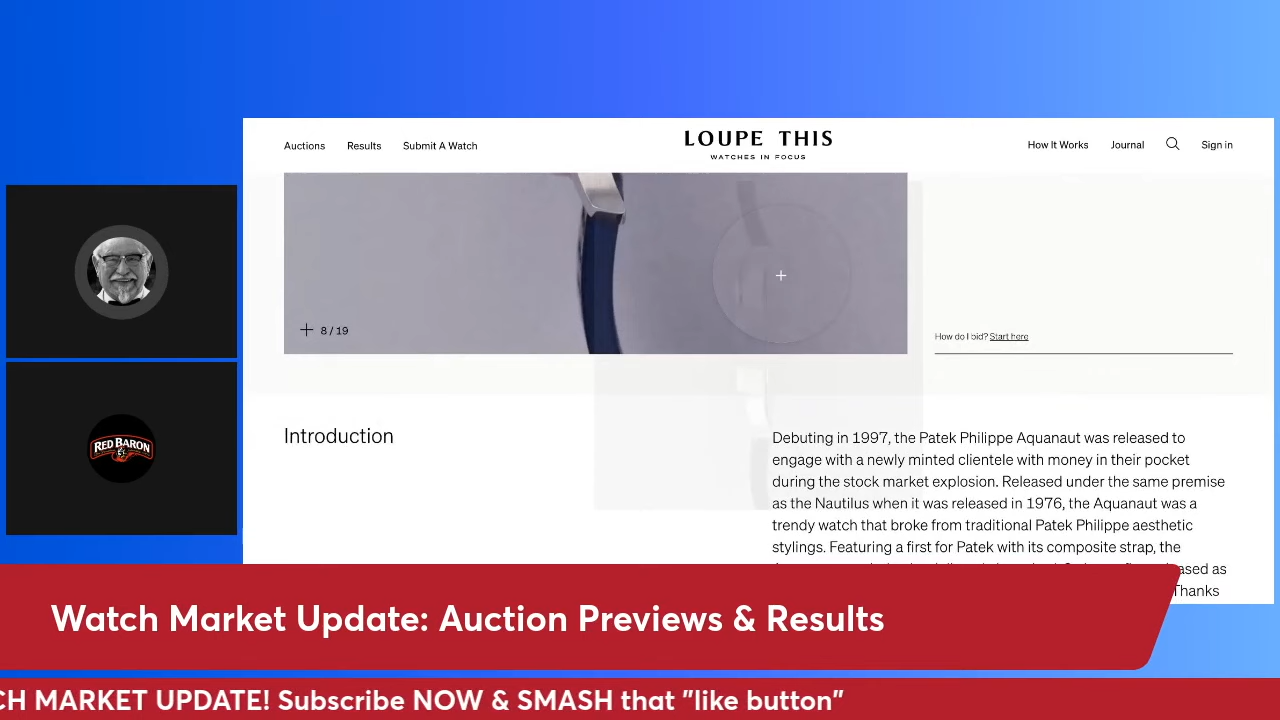 Auctions
Results
Submit A Watch
LOUPE THIS
WATCHES IN FOCUS
How It Works
Journal
Sign in
8 / 19
How do I bid? Start here
RED BARON
Introduction
Debuting in 1997, the Patek Philippe Aquanaut was released to
engage with a newly minted clientele with money in their pocket
during the stock market explosion. Released under the same premise
as the Nautilus when it was released in 1976, the Aquanaut was a
trendy watch that broke from traditional Patek Philippe aesthetic
stylings. Featuring a first for Patek with its composite strap, the
ased as
Thanks
Watch Market Update: Auction Previews & Results
CH MARKET UPDATE! Subscribe NOW & SMASH that "like button"